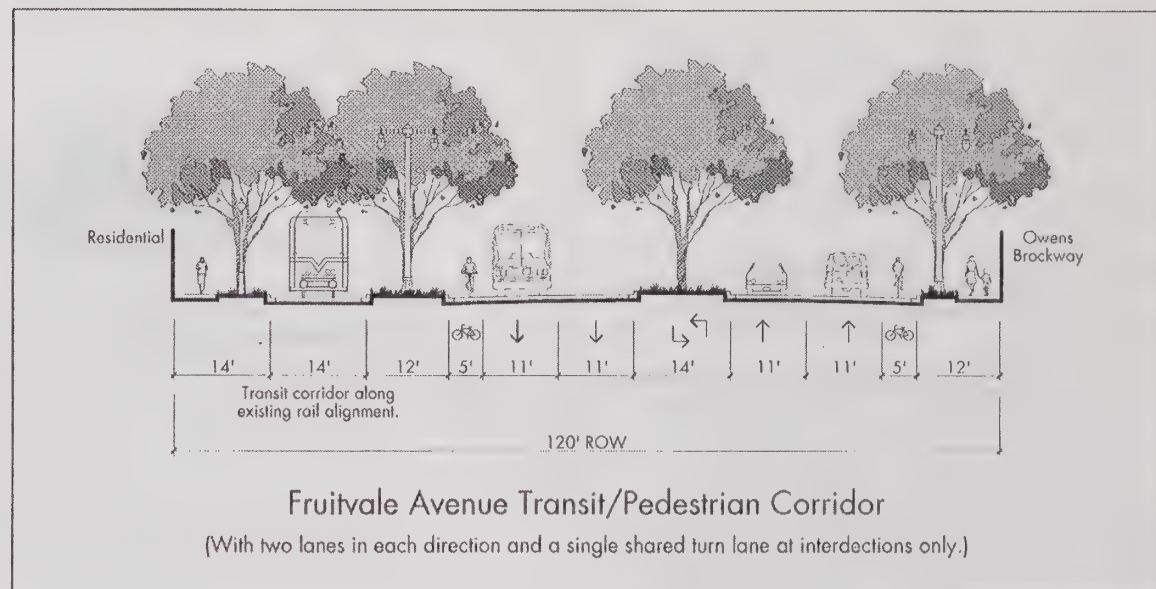 Residential
Owens
Brockway
14' 14' 12' 5' 11' 11' 14' 11' 11' 5' 12'
Transit corridor along
existing rail alignment.
120' ROW
Fruitvale Avenue Transit/Pedestrian Corridor
(With two lanes in each direction and a single shared turn lane at interdections only.)